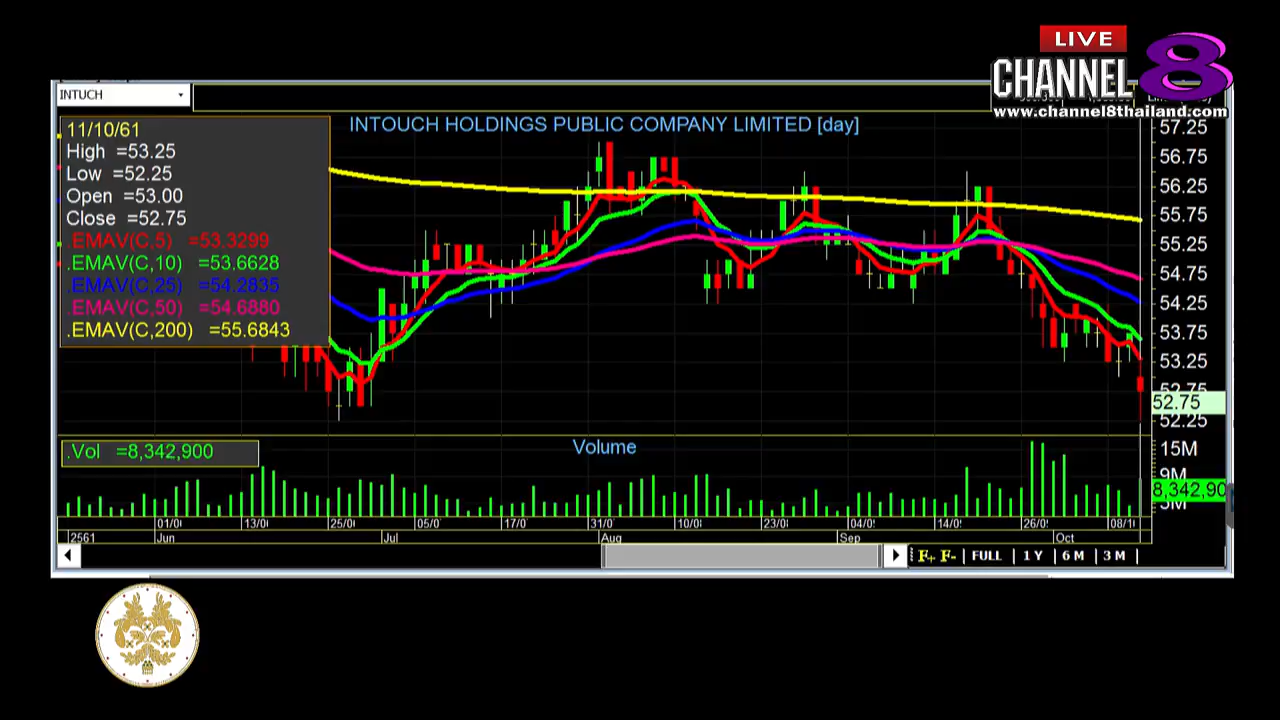 LIVE
CHANNEL 8
www.channel8thailand.com
INTUCH
INTOUCH HOLDINGS PUBLIC COMPANY LIMITED [day]
11/10/61
High =53.25
Low =52.25
Open =53.00
Close =52.75
.EMAV(C,5) =53.3299
.EMAV(C,10) =53.6628
.EMAV(C,25) =54.2835
.EMAV(C,50) =54.6880
.EMAV(C,200) =55.6843
57.25
56.75
56.25
55.75
55.25
54.75
54.25
53.75
53.25
52.75
52.75
52.25
.Vol =8,342,900
Volume
15M
9M
8,342,90
3M
01/0 13/0 25/0 05/0 17/0 31/0 10/0 23/0 04/0 14/0 26/0 08/1
2561 Jun Jul Aug Sep Oct
F+ F- FULL 1 Y 6 M 3 M